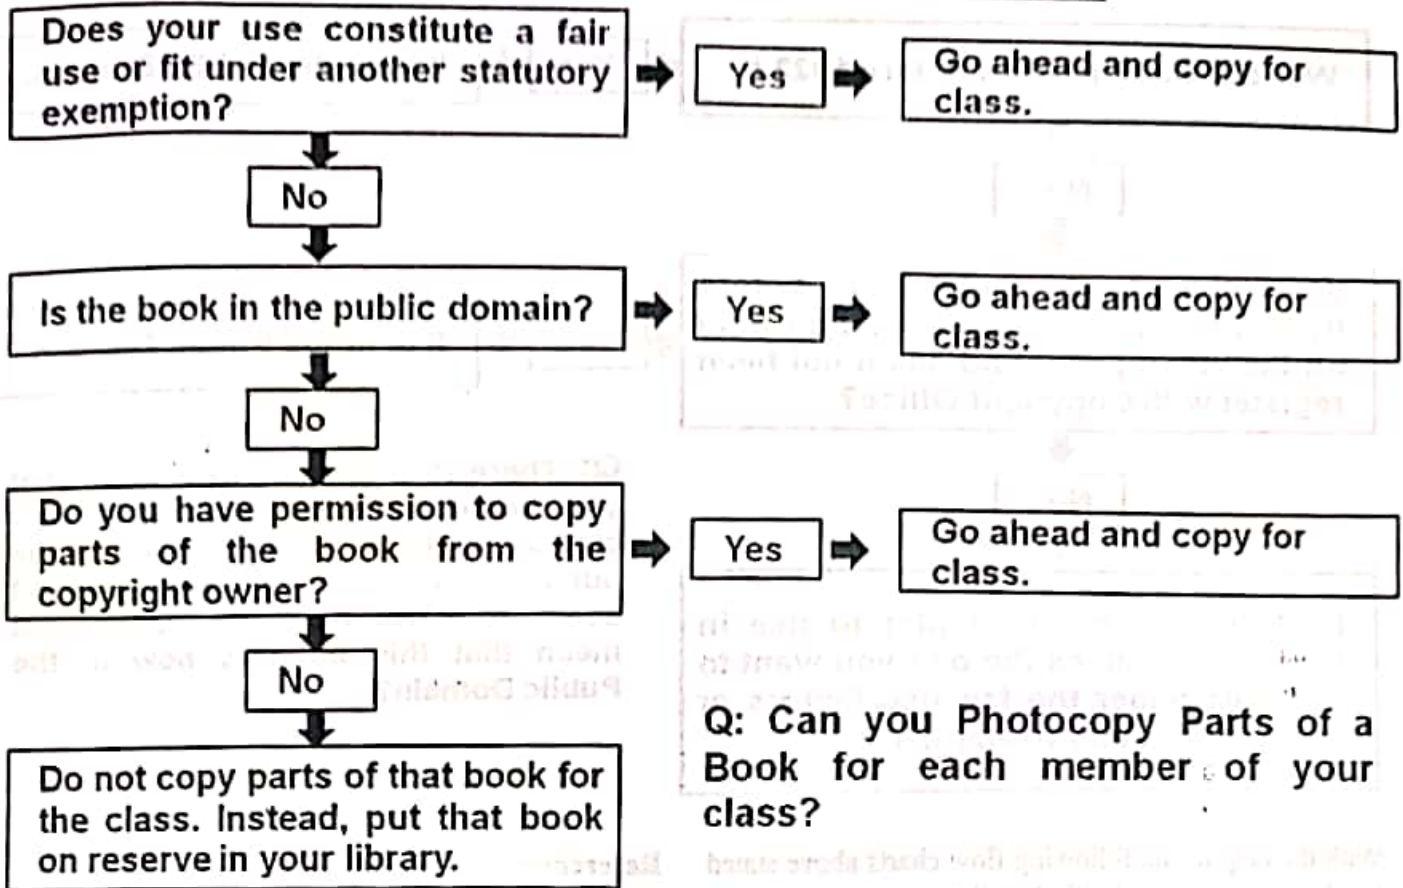 Does your use constitute a fair
use or fit under another statutory
exemption?
Yes
Go ahead and copy for
class.
No
Is the book in the public domain?
Yes
Go ahead and copy for
class.
No
Do you have permission to copy
parts of the book from the
copyright owner?
Yes
Go ahead and copy for
class.
No
Do not copy parts of that book for
the class. Instead, put that book
on reserve in your library.
Q: Can you Photocopy Parts of a
Book for each member of your
class?